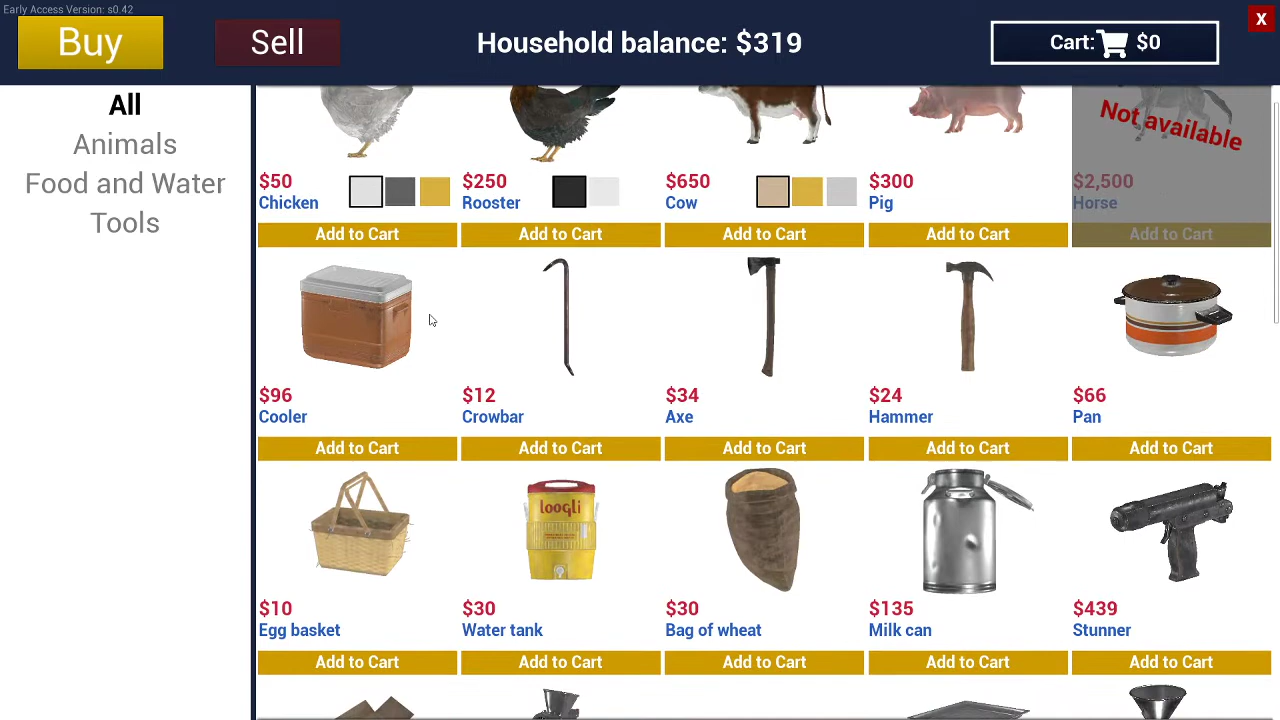 Early Access Version: s0.42
Buy
Sell
Household balance: $319
Cart: $0
X
All
Animals
Food and Water
Tools
$50
Chicken
Add to Cart
$250
Rooster
Add to Cart
$650
Cow
Add to Cart
$300
Pig
Add to Cart
Not available
$2,500
Horse
Add to Cart
$96
Cooler
Add to Cart
$12
Crowbar
Add to Cart
$34
Axe
Add to Cart
$24
Hammer
Add to Cart
$66
Pan
Add to Cart
$10
Egg basket
Add to Cart
loogli
$30
Water tank
Add to Cart
$30
Bag of wheat
Add to Cart
$135
Milk can
Add to Cart
$439
Stunner
Add to Cart